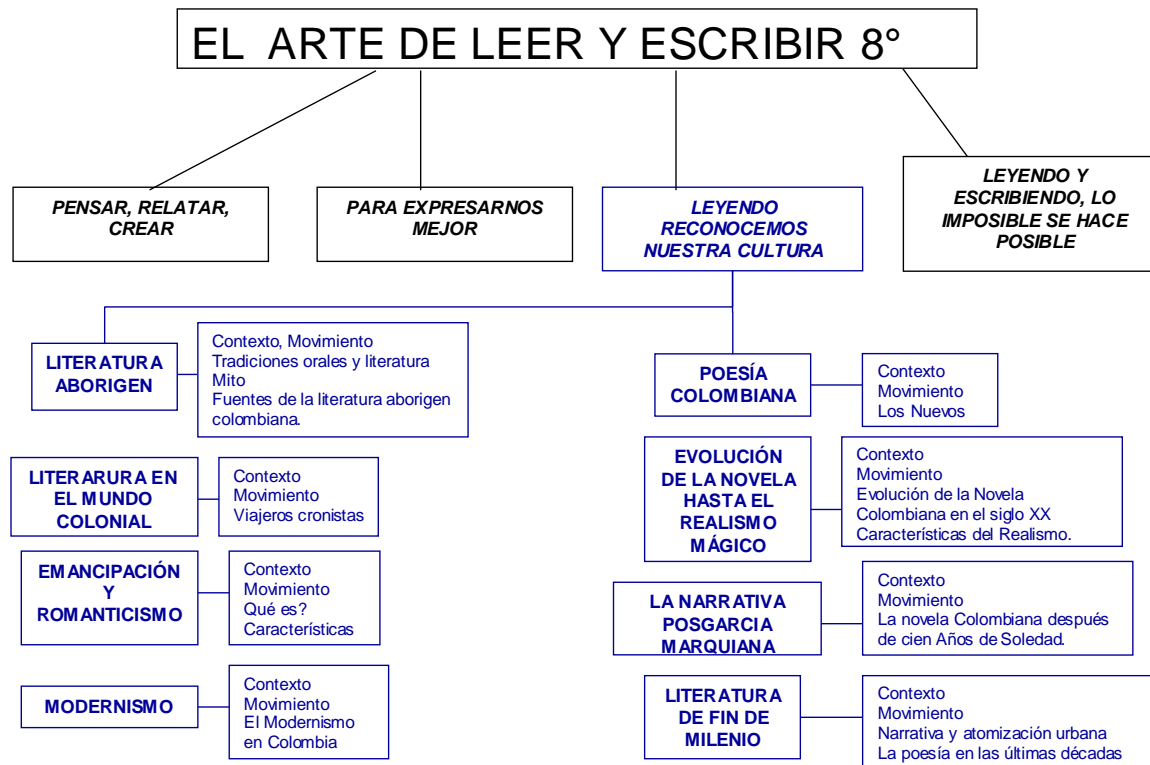 EL ARTE DE LEER Y ESCRIBIR 8°
PENSAR, RELATAR,
CREAR
PARA EXPRESARNOS
MEJOR
LEYENDO
RECONOCEMOS
NUESTRA CULTURA
LEYENDO Y
ESCRIBIENDO, LO
IMPOSIBLE SE HACE
POSIBLE
LITERATURA
ABORIGEN
Contexto, Movimiento
Tradiciones orales y literatura
Mito
Fuentes de la literatura aborigen
colombiana.
LITERARURA EN
EL MUNDO
COLONIAL
Contexto
Movimiento
Viajeros cronistas
EMANCIPACIÓN
Y
ROMANTICISMO
Contexto
Movimiento
Qué es?
Características
MODERNISMO
Contexto
Movimiento
El Modernismo
en Colombia
POESÍA
COLOMBIANA
Contexto
Movimiento
Los Nuevos
EVOLUCIÓN
DE LA NOVELA
HASTA EL
REALISMO
MÁGICO
Contexto
Movimiento
Evolución de la Novela
Colombiana en el siglo XX
Características del Realismo.
LA NARRATIVA
POSGARCIA
MARQUIANA
Contexto
Movimiento
La novela Colombiana después
de cien Años de Soledad.
LITERATURA
DE FIN DE
MILENIO
Contexto
Movimiento
Narrativa y atomización urbana
La poesía en las últimas décadas